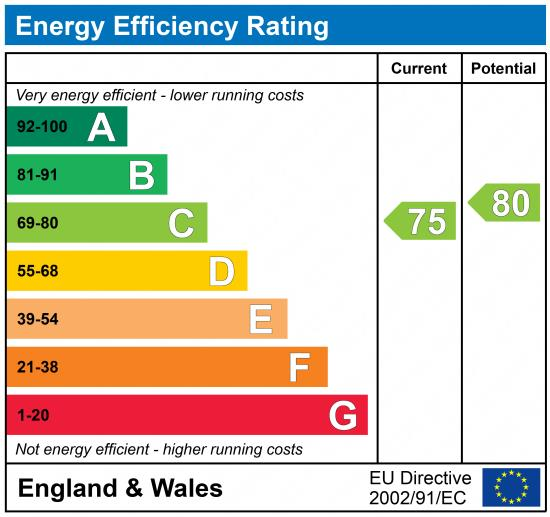 Energy Efficiency Rating
Current Potential
Very energy efficient - lower running costs
92-100 A
81-91 B
69-80 C
75 80
55-68 D
39-54 E
21-38 F
1-20 G
Not energy efficient - higher running costs
England & Wales
EU Directive
2002/91/EC